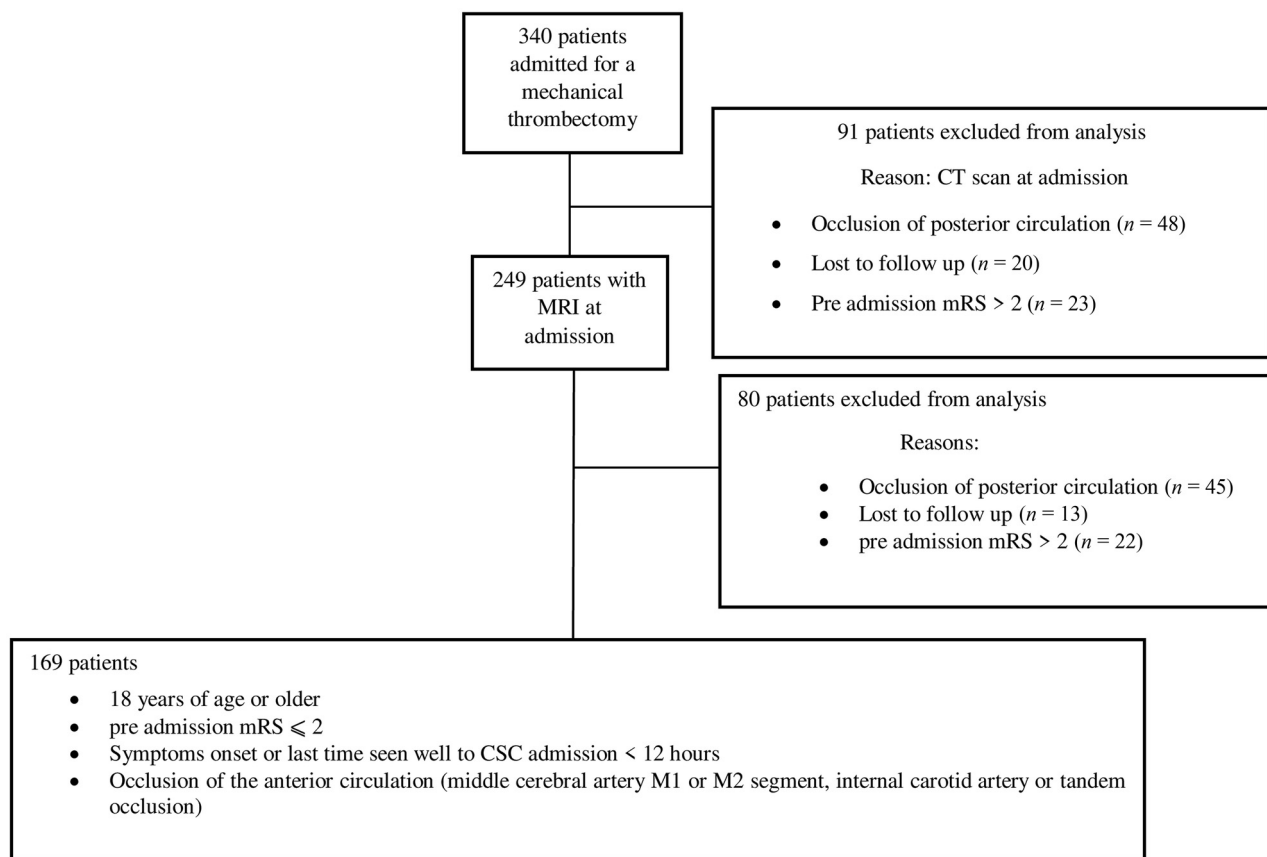 340 patients
admitted for a
mechanical
thrombectomy
91 patients excluded from analysis
Reason: CT scan at admission
• Occlusion of posterior circulation (n = 48)
• Lost to follow up (n = 20)
• Pre admission mRS > 2 (n = 23)
249 patients with
MRI at
admission
80 patients excluded from analysis
Reasons:
• Occlusion of posterior circulation (n = 45)
• Lost to follow up (n = 13)
• pre admission mRS > 2 (n = 22)
169 patients
• 18 years of age or older
• pre admission mRS ⩽ 2
• Symptoms onset or last time seen well to CSC admission < 12 hours
• Occlusion of the anterior circulation (middle cerebral artery M1 or M2 segment, internal carotid artery or tandem
occlusion)